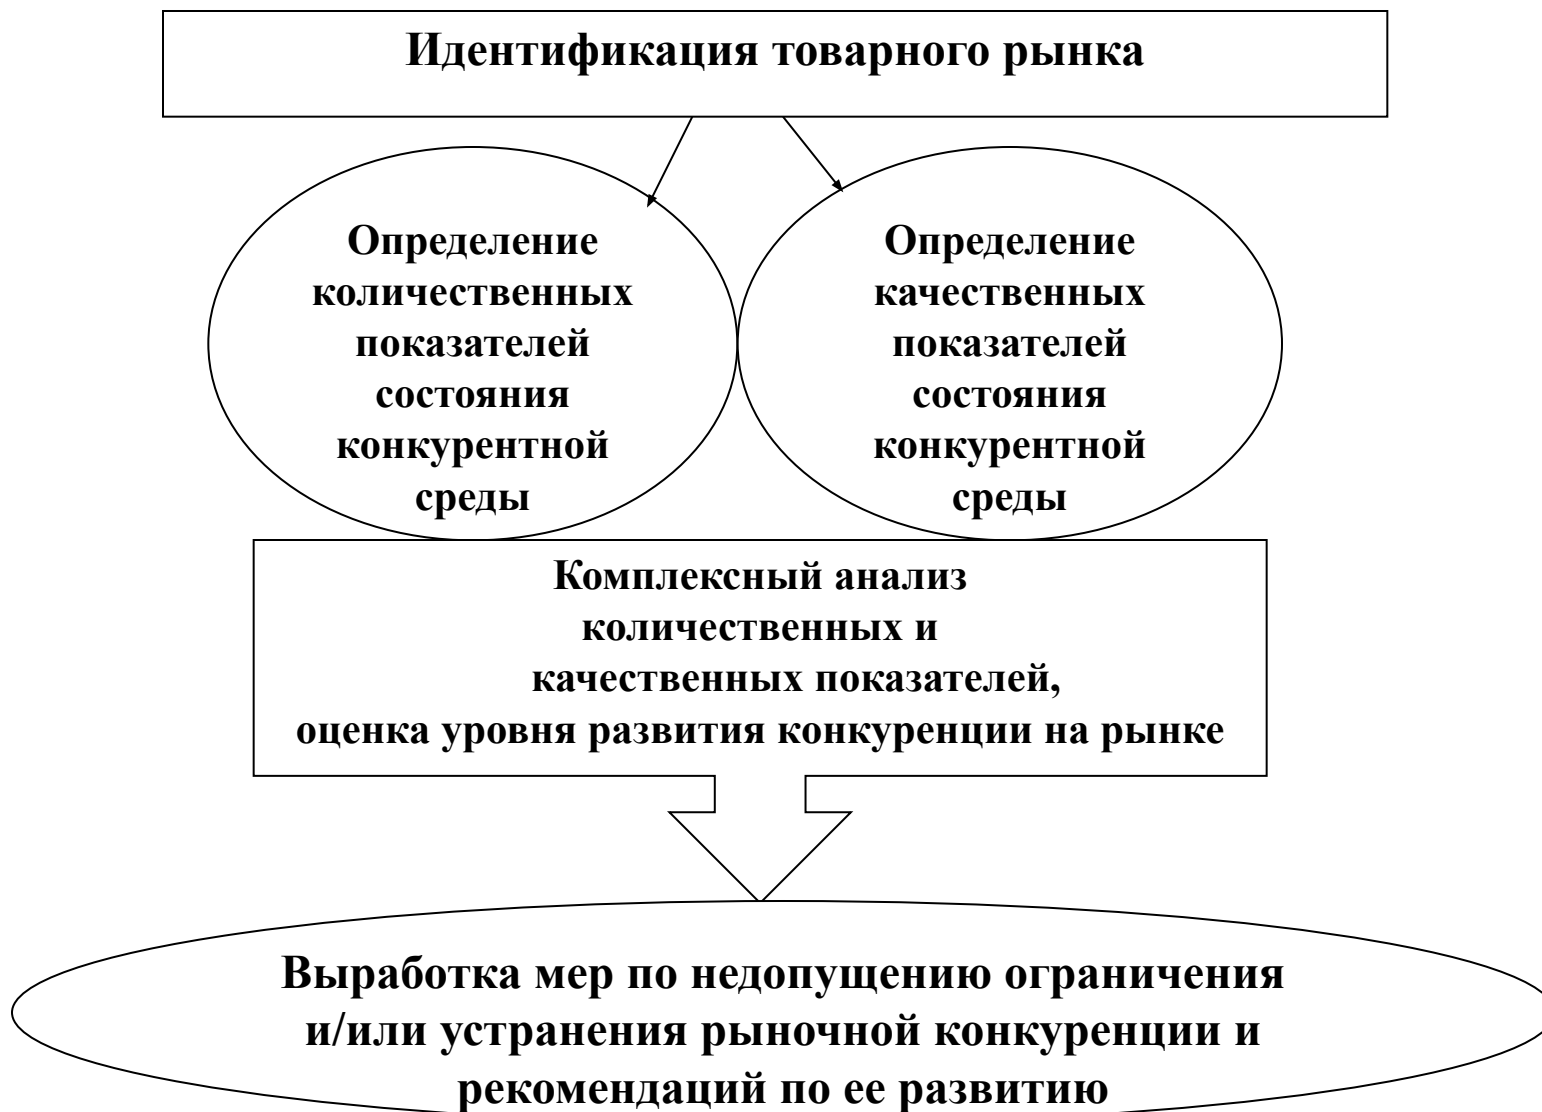 Идентификация товарного рынка
Определение
количественных
показателей
состояния
конкурентной
среды
Определение
качественных
показателей
состояния
конкурентной
среды
Комплексный анализ
количественных и
качественных показателей,
оценка уровня развития конкуренции на рынке
Выработка мер по недопущению ограничения
и/или устранения рыночной конкуренции и
рекомендаций по ее развитию